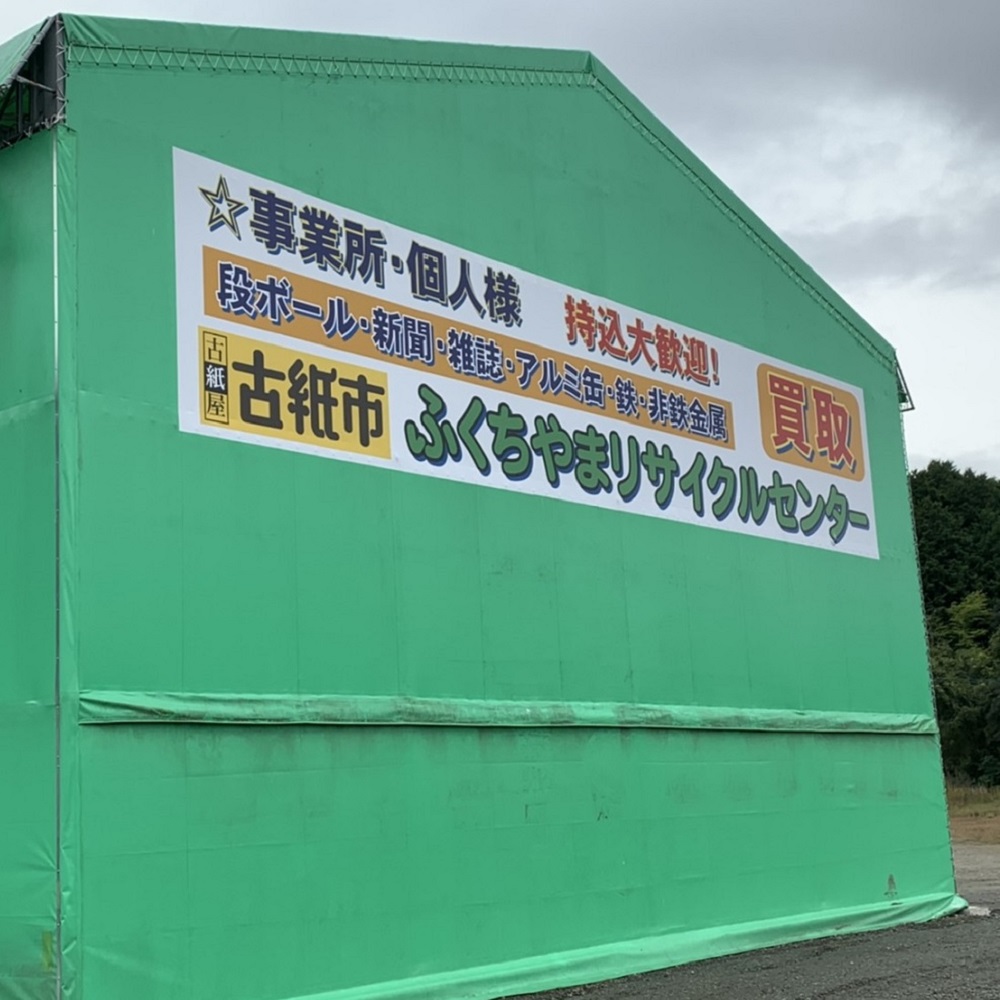 ☆事業所・個人様 持込大歓迎!
段ボール・新聞・雑誌・アルミ缶・鉄・非鉄金属
買取
古紙屋 古紙市 ふくちやまリサイクルセンター